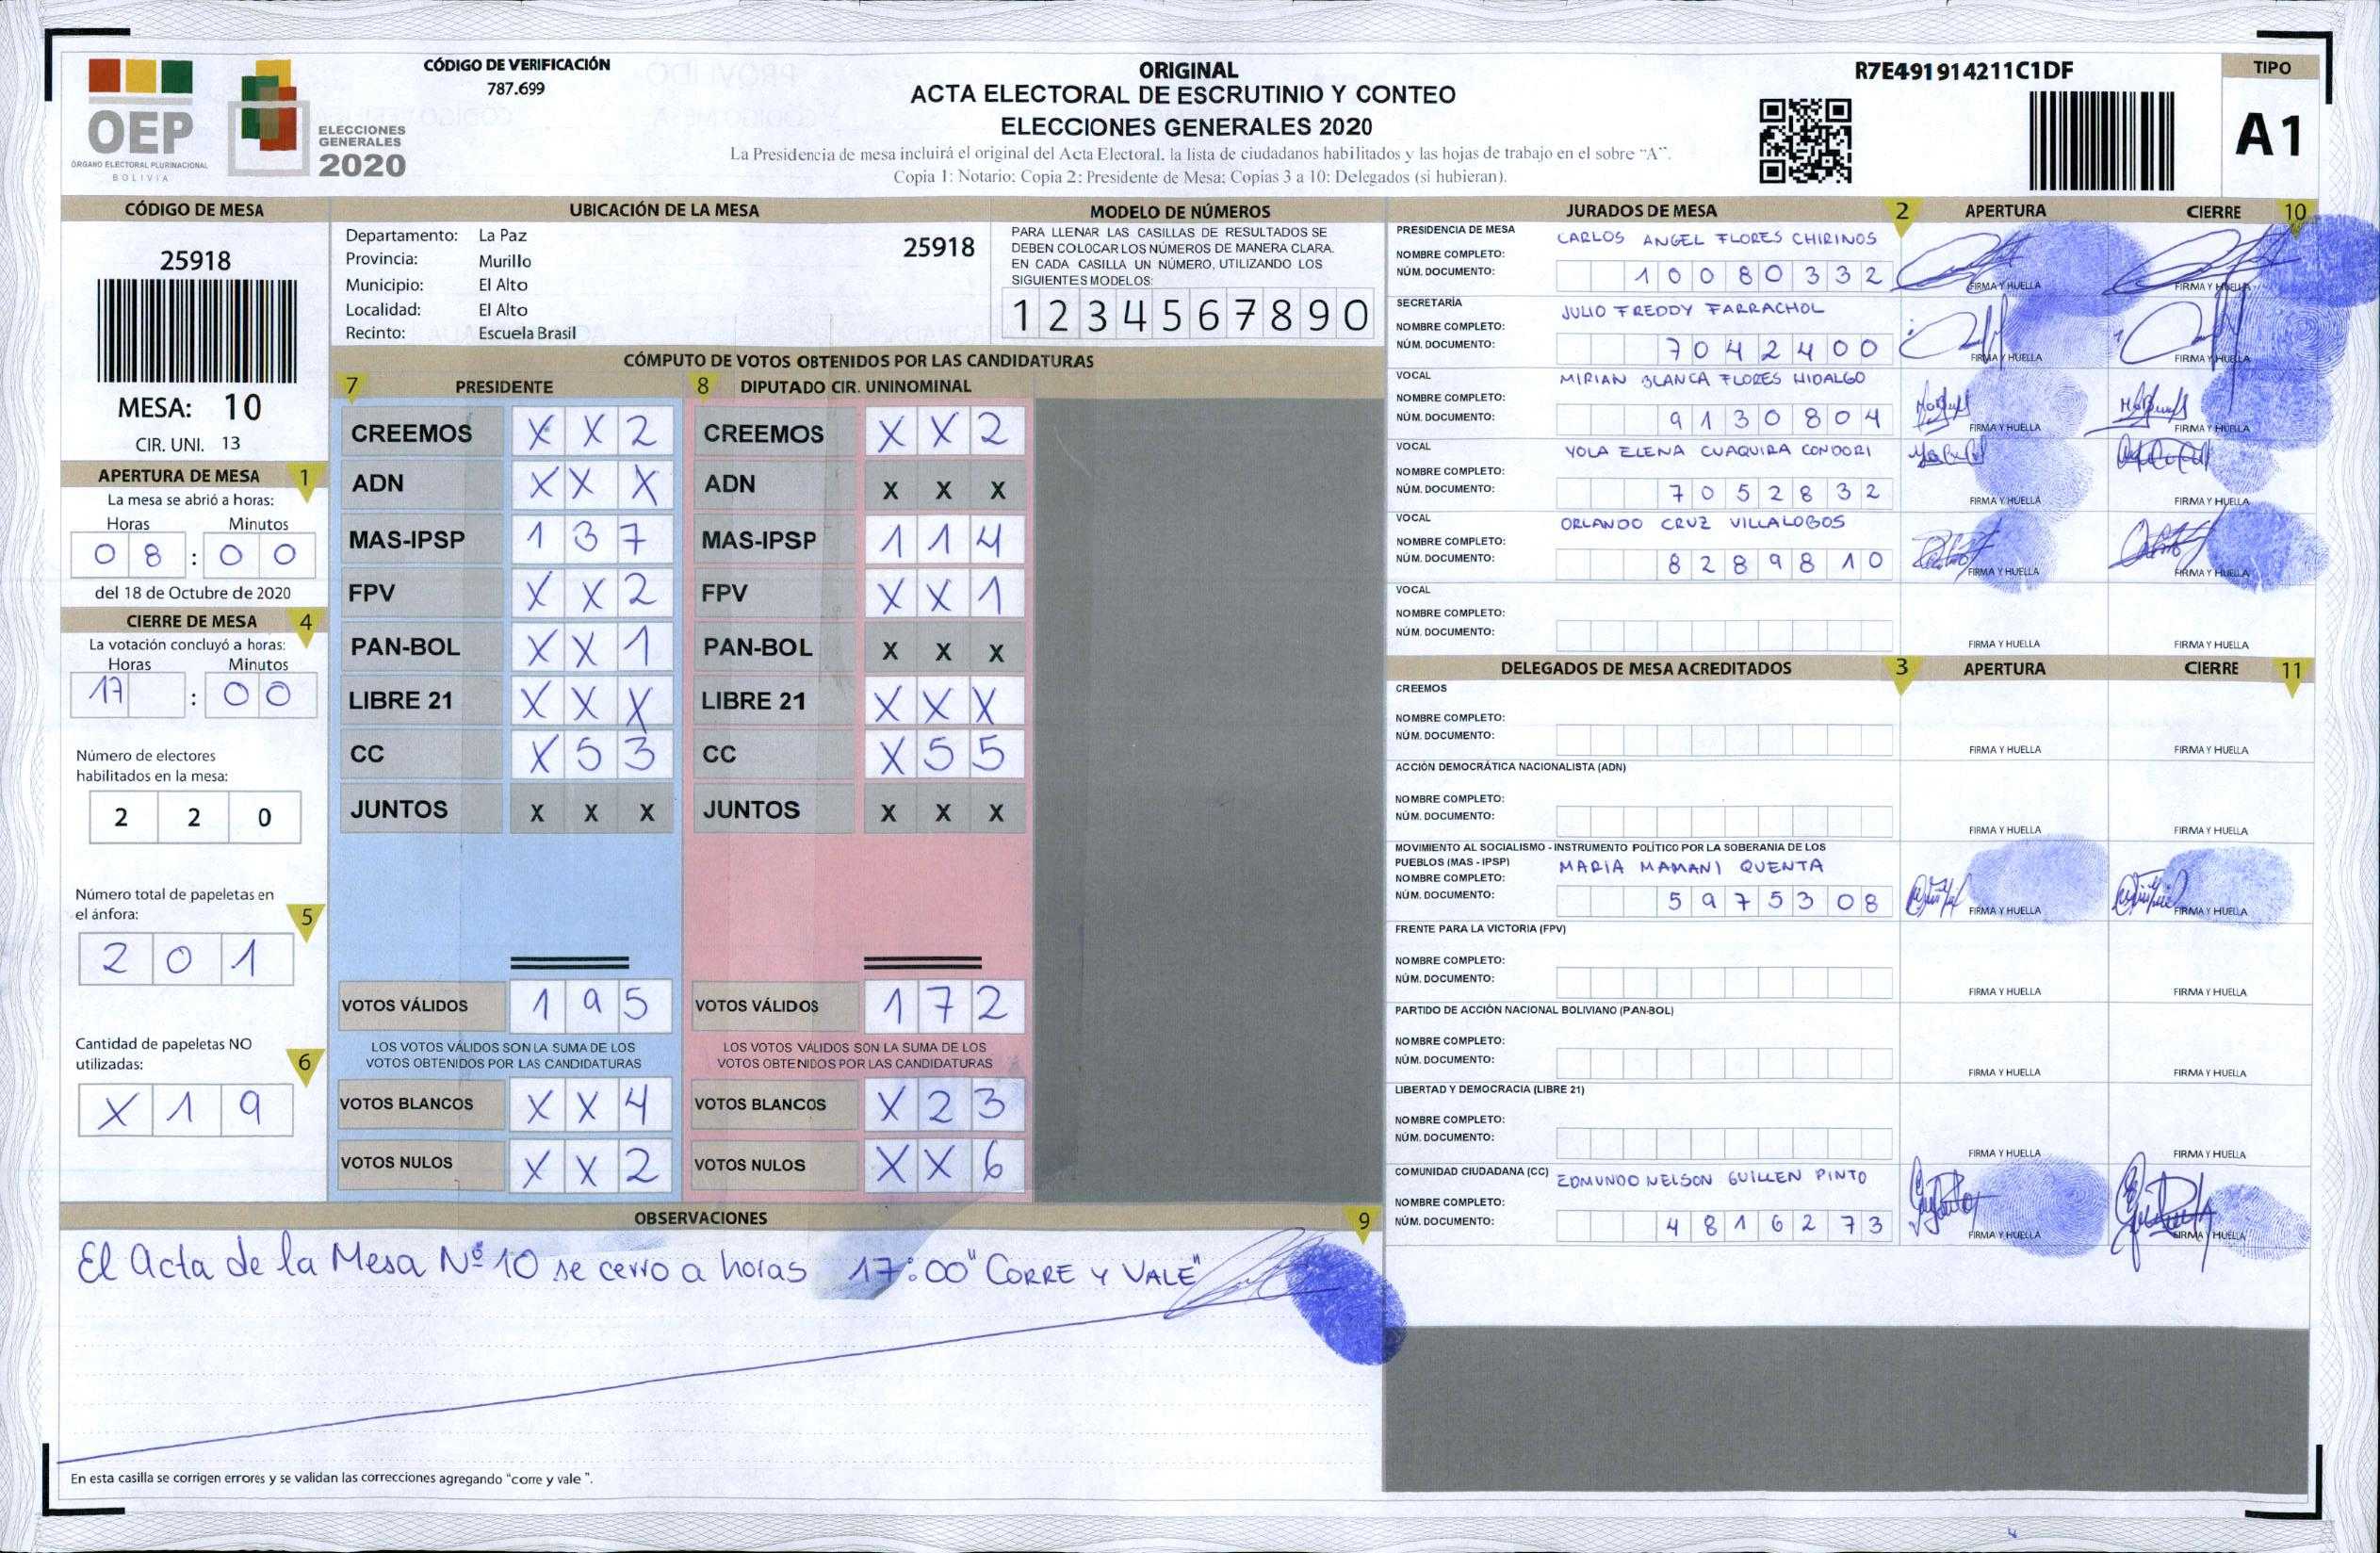 OEP
ÓRGANO ELECTORAL PLURINACIONAL
BOLIVIA
ELECCIONES
GENERALES
2020
CÓDIGO DE VERIFICACIÓN
787.699
ORIGINAL
ACTA ELECTORAL DE ESCRUTINIO Y CONTEO
ELECCIONES GENERALES 2020
La Presidencia de mesa incluirá el original del Acta Electoral, la lista de ciudadanos habilitados y las hojas de trabajo en el sobre "A".
Copia 1: Notario; Copia 2: Presidente de Mesa; Copias 3 a 10: Delegados (si hubieran).
R7E491914211C1DF
TIPO
A1
CÓDIGO DE MESA
25918
MESA: 10
CIR. UNI. 13
APERTURA DE MESA 1
La mesa se abrió a horas:
Horas Minutos
0 8 : 0 0
del 18 de Octubre de 2020
CIERRE DE MESA 4
La votación concluyó a horas:
Horas Minutos
17 : 0 0
Número de electores
habilitados en la mesa:
2 2 0
Número total de papeletas en
el ánfora: 5
2 0 1
Cantidad de papeletas NO
utilizadas: 6
X 1 9
UBICACIÓN DE LA MESA
Departamento: La Paz
25918
Provincia: Murillo
Municipio: El Alto
Localidad: El Alto
Recinto: Escuela Brasil
MODELO DE NÚMEROS
PARA LLENAR LAS CASILLAS DE RESULTADOS SE
DEBEN COLOCAR LOS NÚMEROS DE MANERA CLARA.
EN CADA CASILLA UN NÚMERO, UTILIZANDO LOS
SIGUIENTES MODELOS:
1 2 3 4 5 6 7 8 9 0
CÓMPUTO DE VOTOS OBTENIDOS POR LAS CANDIDATURAS
7 PRESIDENTE
CREEMOS X X 2
ADN X X X
MAS-IPSP 1 3 7
FPV X X 2
PAN-BOL X X 1
LIBRE 21 X X X
CC X 5 3
JUNTOS X X X
VOTOS VÁLIDOS 1 9 5
LOS VOTOS VÁLIDOS SON LA SUMA DE LOS
VOTOS OBTENIDOS POR LAS CANDIDATURAS
VOTOS BLANCOS X X 4
VOTOS NULOS X X 2
8 DIPUTADO CIR. UNINOMINAL
CREEMOS X X 2
ADN X X X
MAS-IPSP 1 1 4
FPV X X 1
PAN-BOL X X X
LIBRE 21 X X X
CC X 5 5
JUNTOS X X X
VOTOS VÁLIDOS 1 7 2
LOS VOTOS VÁLIDOS SON LA SUMA DE LOS
VOTOS OBTENIDOS POR LAS CANDIDATURAS
VOTOS BLANCOS X 2 3
VOTOS NULOS X X 6
OBSERVACIONES 9
El Acta de la Mesa Nº 10 se cerro a horas 17:00 "CORRE Y VALE"
En esta casilla se corrigen errores y se validan las correcciones agregando "corre y vale ".
JURADOS DE MESA 2 APERTURA CIERRE 10
PRESIDENCIA DE MESA
CARLOS ANGEL FLORES CHIRINOS
NOMBRE COMPLETO:
NÚM. DOCUMENTO: 1 0 0 8 0 3 3 2
FIRMA Y HUELLA FIRMA Y HUELLA
SECRETARÍA
JULIO FREDDY FARRACHOL
NOMBRE COMPLETO:
NÚM. DOCUMENTO: 7 0 4 2 4 0 0
FIRMA Y HUELLA FIRMA Y HUELLA
VOCAL
MIRIAN BLANCA FLORES HIDALGO
NOMBRE COMPLETO:
NÚM. DOCUMENTO: 9 1 3 0 8 0 4
FIRMA Y HUELLA FIRMA Y HUELLA
VOCAL
YOLA ELENA CUAQUIRA CONDORI
NOMBRE COMPLETO:
NÚM. DOCUMENTO: 7 0 5 2 8 3 2
FIRMA Y HUELLA FIRMA Y HUELLA
VOCAL
ORLANDO CRUZ VILLALOGOS
NOMBRE COMPLETO:
NÚM. DOCUMENTO: 8 2 8 9 8 1 0
FIRMA Y HUELLA FIRMA Y HUELLA
VOCAL
NOMBRE COMPLETO:
NÚM. DOCUMENTO:
FIRMA Y HUELLA FIRMA Y HUELLA
DELEGADOS DE MESA ACREDITADOS 3 APERTURA CIERRE 11
CREEMOS
NOMBRE COMPLETO:
NÚM. DOCUMENTO:
FIRMA Y HUELLA FIRMA Y HUELLA
ACCIÓN DEMOCRÁTICA NACIONALISTA (ADN)
NOMBRE COMPLETO:
NÚM. DOCUMENTO:
FIRMA Y HUELLA FIRMA Y HUELLA
MOVIMIENTO AL SOCIALISMO - INSTRUMENTO POLÍTICO POR LA SOBERANIA DE LOS
PUEBLOS (MAS - IPSP) MARIA MAMANI QUENTA
NOMBRE COMPLETO:
NÚM. DOCUMENTO: 5 9 7 5 3 0 8
FIRMA Y HUELLA FIRMA Y HUELLA
FRENTE PARA LA VICTORIA (FPV)
NOMBRE COMPLETO:
NÚM. DOCUMENTO:
FIRMA Y HUELLA FIRMA Y HUELLA
PARTIDO DE ACCIÓN NACIONAL BOLIVIANO (PAN-BOL)
NOMBRE COMPLETO:
NÚM. DOCUMENTO:
FIRMA Y HUELLA FIRMA Y HUELLA
LIBERTAD Y DEMOCRACIA (LIBRE 21)
NOMBRE COMPLETO:
NÚM. DOCUMENTO:
FIRMA Y HUELLA FIRMA Y HUELLA
COMUNIDAD CIUDADANA (CC) EDMUNDO NELSON GUILLEN PINTO
NOMBRE COMPLETO:
NÚM. DOCUMENTO: 4 8 1 6 2 7 3
FIRMA Y HUELLA FIRMA Y HUELLA